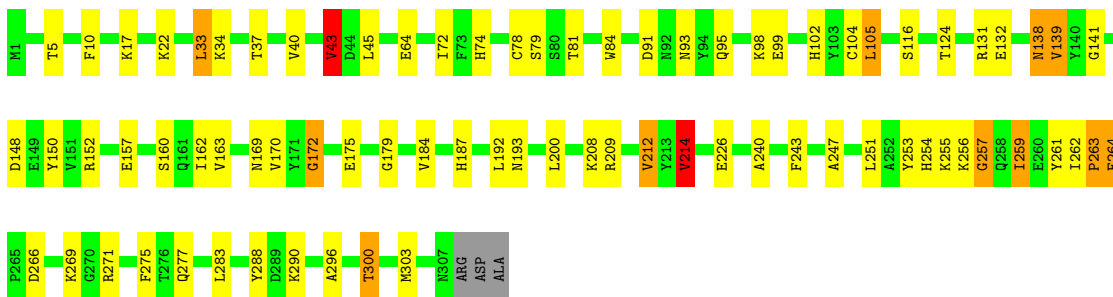 M1 T5 F10 K17 K22 L33 K34 T37 V40 V43 D44 L45 E64 I72 F73 H74 C78 S79 S80 T81 W84 D91 N92 N93 Y94 Q95 K98 E99 H102 Y103 C104 L105 S116 T124 R131 E132 N138 V139 Y140 G141
D148 E149 Y150 V151 R152 E157 S160 Q161 I162 V163 N169 V170 Y171 G172 E175 G179 V184 H187 L192 N193 L200 K208 R209 V212 Y213 V214 E226 A240 F243 A247 L251 A252 Y253 H254 K255 K256 G257 Q258 I259 E260 Y261 I262 P263
P265 D266 K269 G270 R271 F275 T276 Q277 L283 Y288 D289 K290 A296 T300 M303 N307 ARG ASP ALA